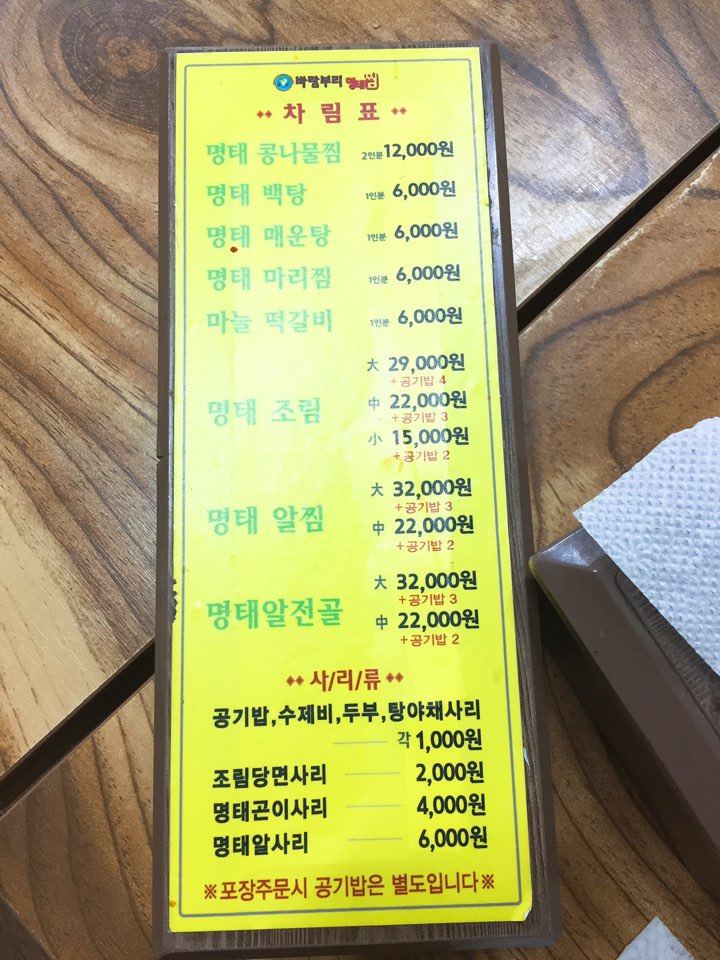 바람부리 명태찜
차림표
명태 콩나물찜 2인분 12,000원
명태 백탕 1인분 6,000원
명태 매운탕 1인분 6,000원
명태 마리찜 1인분 6,000원
마늘 떡갈비 1인분 6,000원
大 29,000원
+공기밥 4
명태 조림 中 22,000원
+공기밥 3
小 15,000원
+공기밥 2
大 32,000원
+공기밥 3
명태 알찜 中 22,000원
+공기밥 2
大 32,000원
+공기밥 3
명태알전골 中 22,000원
+공기밥 2
사/리/류
공기밥,수제비,두부,탕야채사리
각 1,000원
조림당면사리 2,000원
명태곤이사리 4,000원
명태알사리 6,000원
※포장주문시 공기밥은 별도입니다※